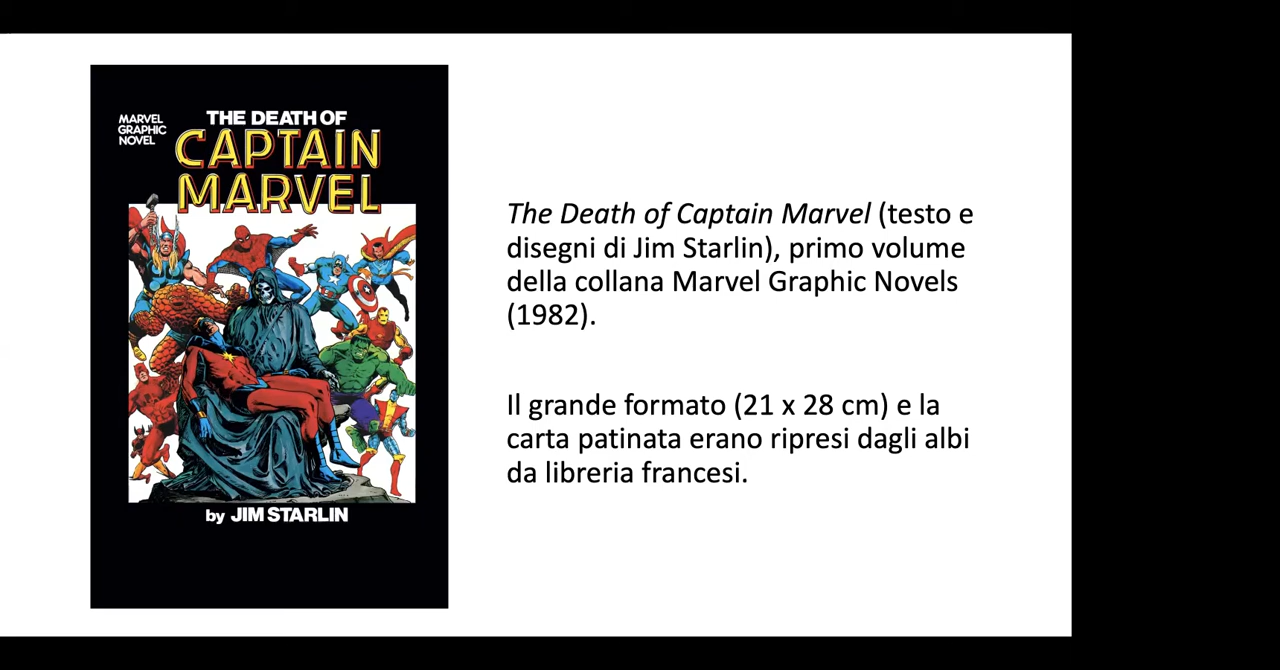 MARVEL
GRAPHIC
NOVEL
THE DEATH OF
CAPTAIN
MARVEL
by JIM STARLIN
The Death of Captain Marvel (testo e
disegni di Jim Starlin), primo volume
della collana Marvel Graphic Novels
(1982).
Il grande formato (21 x 28 cm) e la
carta patinata erano ripresi dagli albi
da libreria francesi.